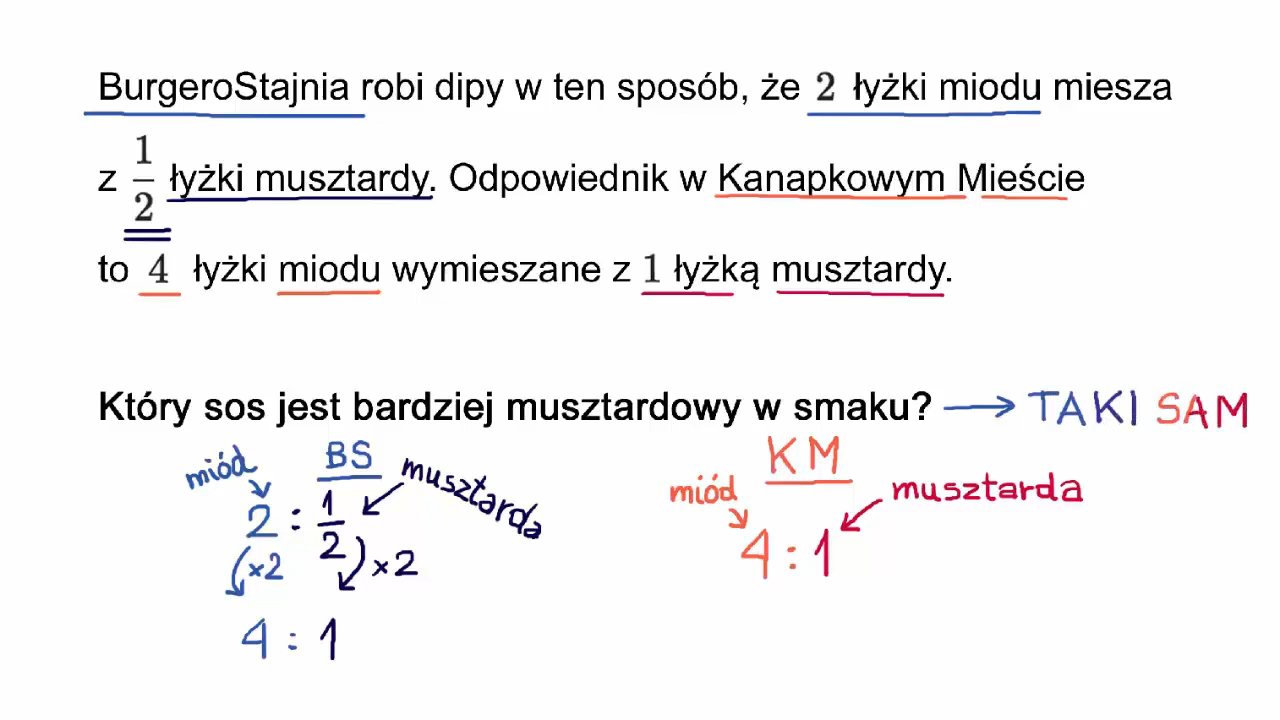 BurgeroStajnia robi dipy w ten sposób, że 2 łyżki miodu miesza
z 1/2 łyżki musztardy. Odpowiednik w Kanapkowym Mieście
to 4 łyżki miodu wymieszane z 1 łyżką musztardy.
Który sos jest bardziej musztardowy w smaku? → TAKI SAM
BS
miód
musztarda
2 : 1/2
×2
×2
4 : 1
KM
miód
musztarda
4 : 1